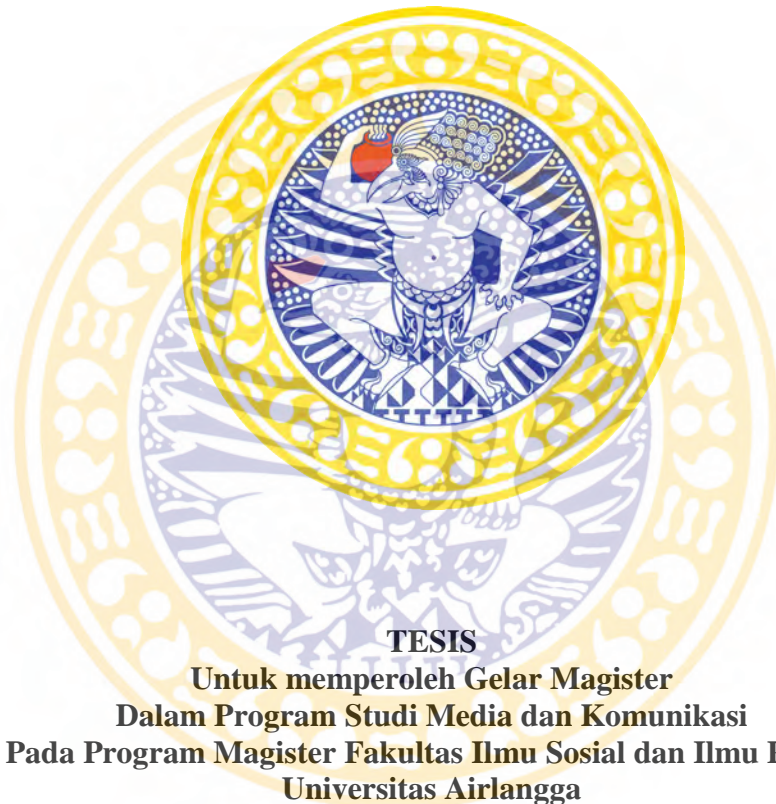 TESIS
Untuk memperoleh Gelar Magister
Dalam Program Studi Media dan Komunikasi
Pada Program Magister Fakultas Ilmu Sosial dan Ilmu
Universitas Airlangga